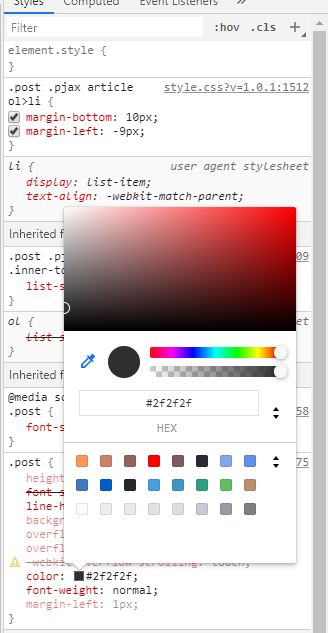 Styles Computed Event Listeners
Filter :hov .cls
element.style {
}
.post .pjax article style.css?v=1.0.1:1512
ol>li {
margin-bottom: 10px;
margin-left: -9px;
}
li { user agent stylesheet
display: list-item;
text-align: -webkit-match-parent;
}
Inherited f
.post .pj 09
.inner-to
list-s
}
ol { et
list-s
}
Inherited f
@media sc
.post { 58
font-s
}
#2f2f2f
HEX
.post {
height
font-s
line-h
backg
overfl
overfl
-webkit-overflow-scrolling: touch;
color: #2f2f2f;
font-weight: normal;
margin-left: 1px;
}